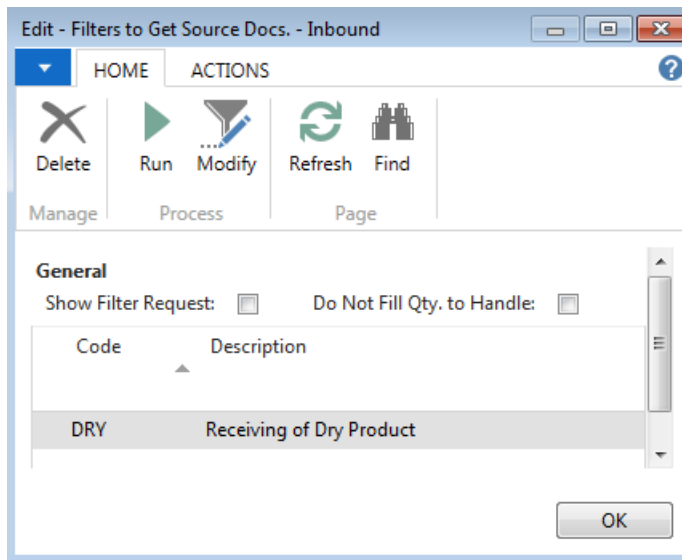 Edit - Filters to Get Source Docs. - Inbound
HOME ACTIONS
Delete Run Modify Refresh Find
Manage Process Page
General
Show Filter Request: Do Not Fill Qty. to Handle:
Code Description
DRY Receiving of Dry Product
OK